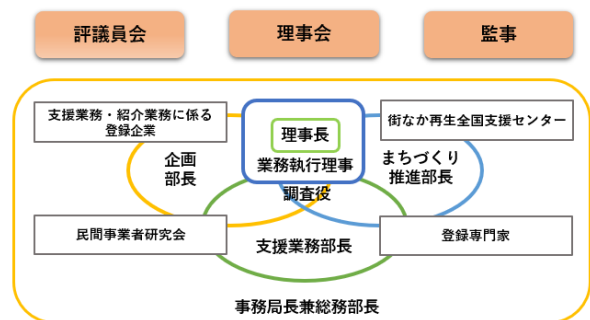 評議員会
理事会
監事
支援業務・紹介業務に係る
登録企業
理事長
業務執行理事
調査役
街なか再生全国支援センター
企画
部長
まちづくり
推進部長
民間事業者研究会
支援業務部長
登録専門家
事務局長兼総務部長